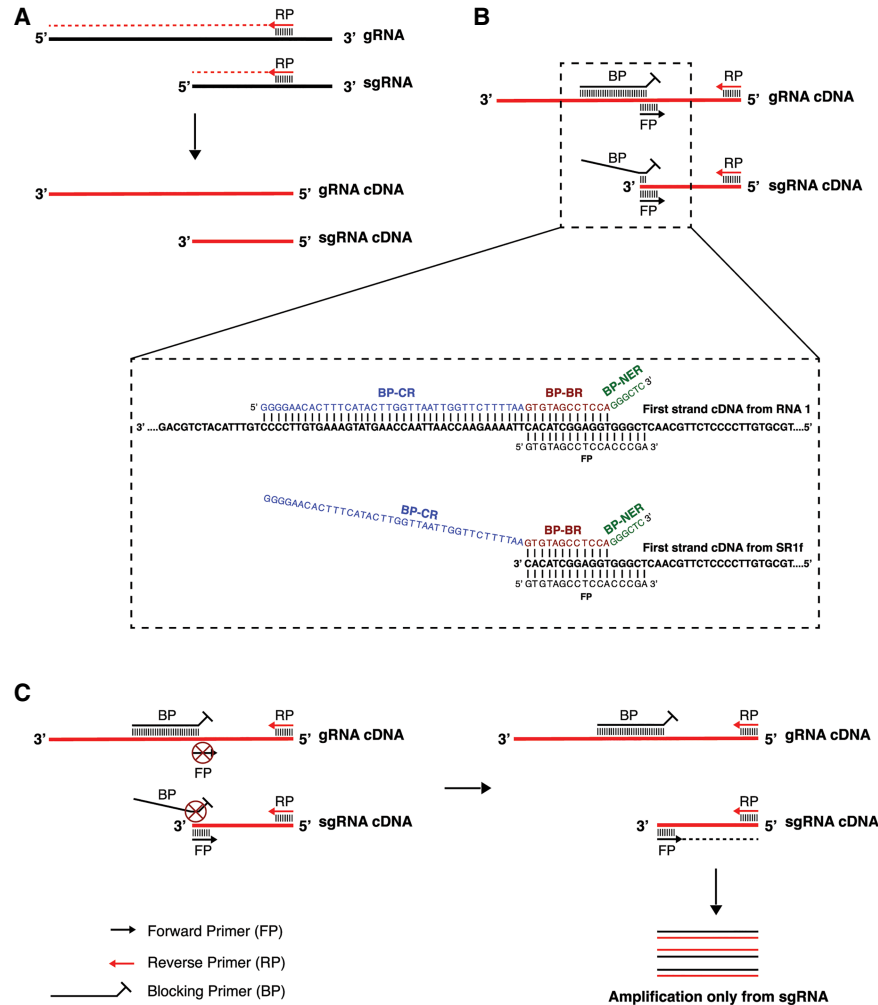 A
RP
5' 3' gRNA
RP
5' 3' sgRNA
3' 5' gRNA cDNA
3' 5' sgRNA cDNA
B
BP RP
3' 5' gRNA cDNA
FP
BP RP
3' 5' sgRNA cDNA
FP
BP-CR BP-BR BP-NER
5' GGGGAACACTTTCATACTTGGTTAATTGGTTCTTTTAAGTGTAGCCTCCAGGGCTC 3'
First strand cDNA from RNA 1
3' ....GACGTCTACATTTGTCCCCTTGTGAAAGTATGAACCAATTAACCAAGAAAATTCACATCGGAGGTGGGCTCAACGTTCTCCCCTTGTGCGT....5'
5' GTGTAGCCTCCACCCGA 3'
FP
BP-CR BP-BR BP-NER
GGGGAACACTTTCATACTTGGTTAATTGGTTCTTTTAAGTGTAGCCTCCAGGGCTC 3'
First strand cDNA from SR1f
3' CACATCGGAGGTGGGCTCAACGTTCTCCCCTTGTGCGT....5'
5' GTGTAGCCTCCACCCGA 3'
FP
C
BP RP
3' 5' gRNA cDNA
FP
BP RP
3' 5' sgRNA cDNA
FP
BP RP
3' 5' gRNA cDNA
RP
3' 5' sgRNA cDNA
FP
Forward Primer (FP)
Reverse Primer (RP)
Blocking Primer (BP)
Amplification only from sgRNA